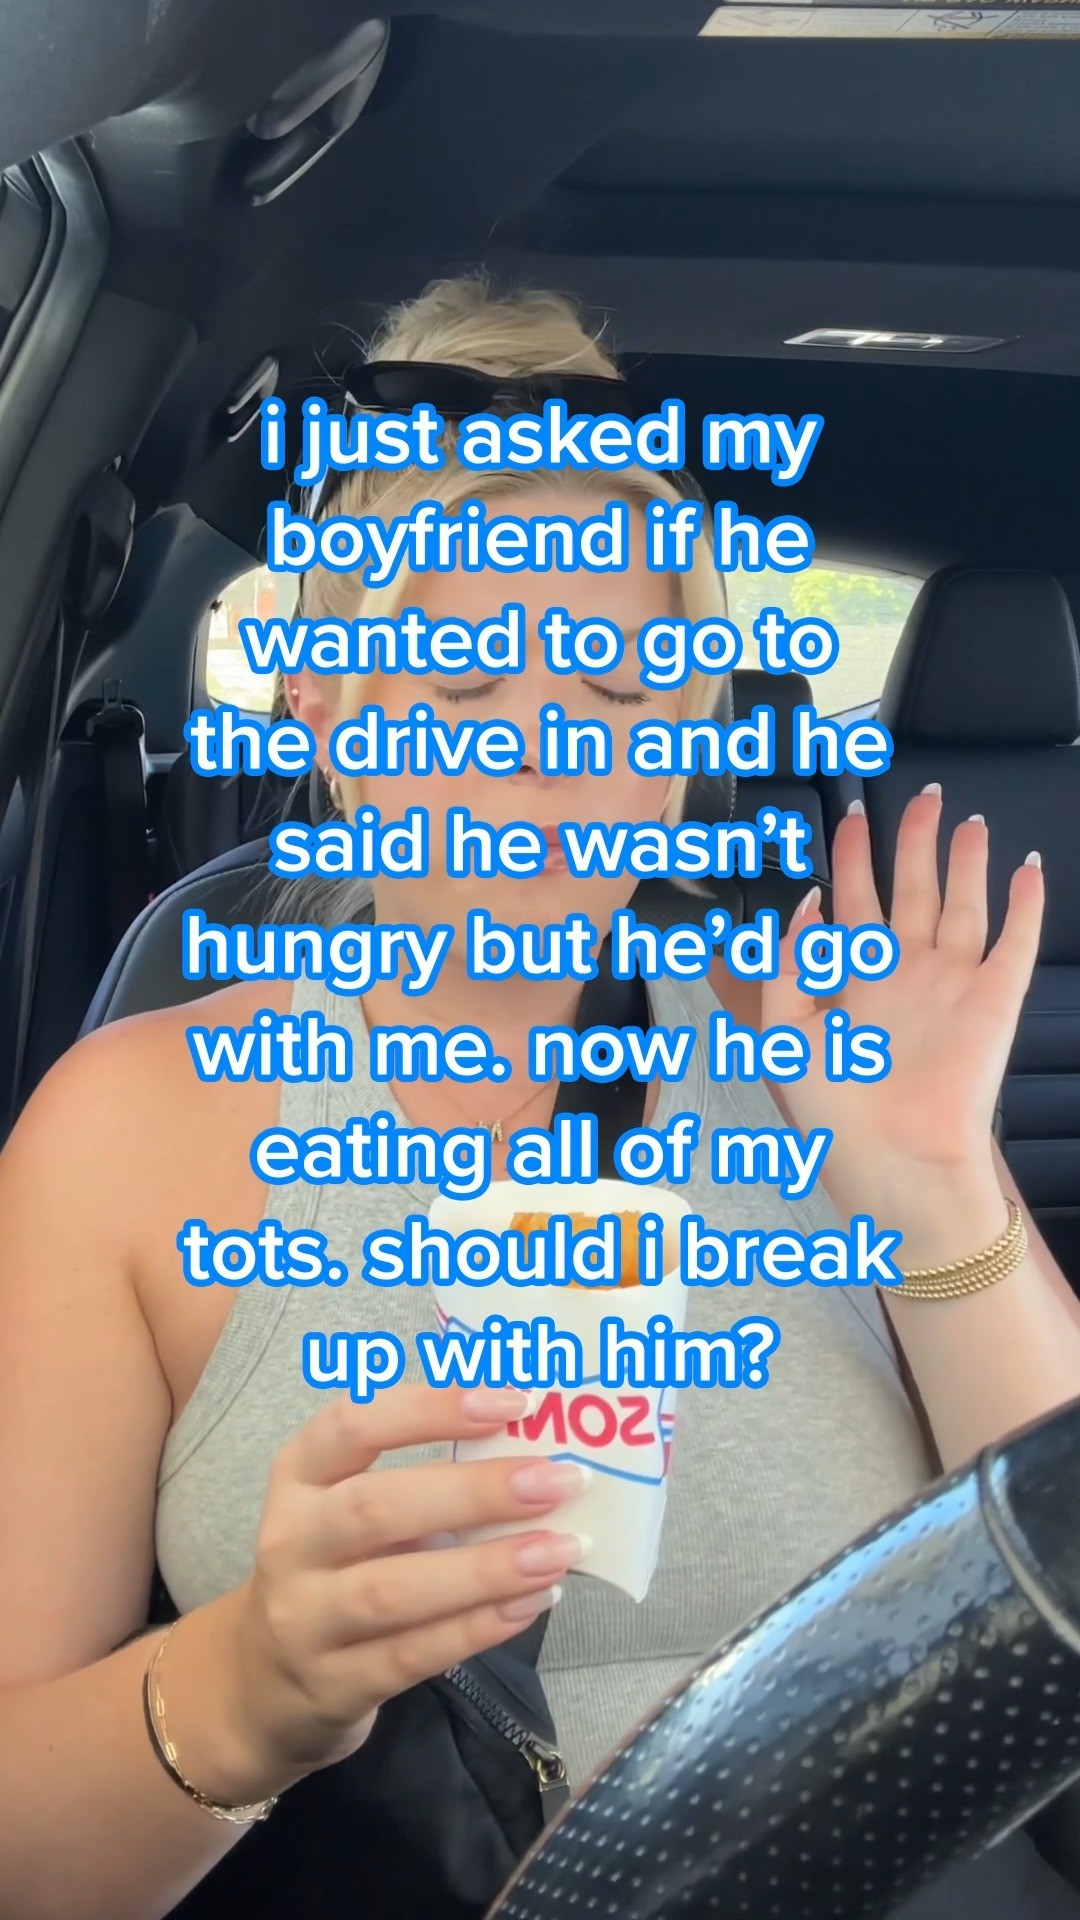 i just asked my
boyfriend if he
wanted to go to
the drive in and he
said he wasn’t
hungry but he’d go
with me. now he is
eating all of my
tots. should i break
up with him?